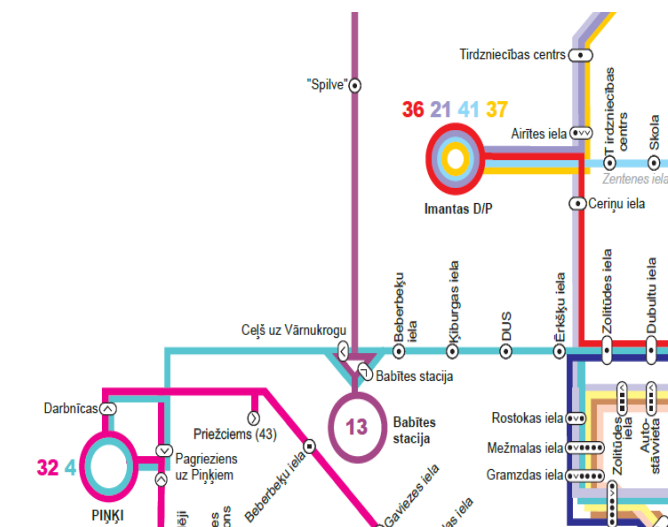 Tirdzniecības centrs
"Spilve"
36 21 41 37
Airītes iela
Tirdzniecības
centrs
Skola
Zentenes iela
Imantas D/P
Ceriņu iela
Beberbeķu
iela
Ķiburgas iela
DUS
Ērkšķu iela
Zolitūdes iela
Dubultu iela
Ceļš uz Vārnukrogu
Babītes stacija
13
Babītes
stacija
Darbnīcas
Priežciems (43)
Pagrieziens
uz Piņķiem
32 4
PIŅĶI
Beberbeķu iela
Gaviezes iela
Rostokas iela
Mežmalas iela
Gramzdas iela
Zolitūdes
iela
Auto-
stāvvieta